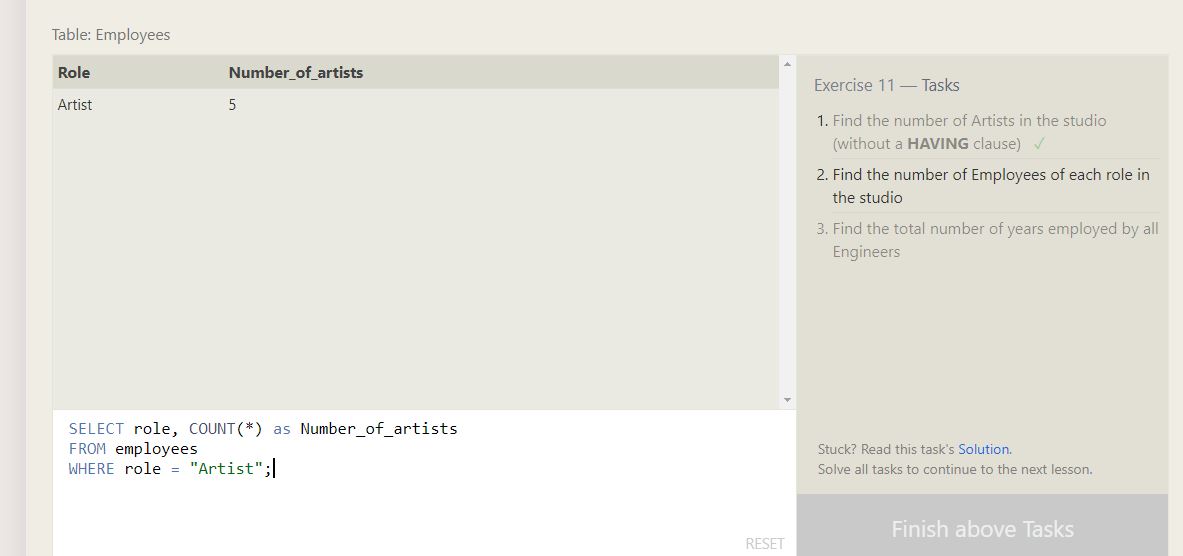 Table: Employees
Role Number_of_artists
Artist 5
SELECT role, COUNT(*) as Number_of_artists
FROM employees
WHERE role = "Artist";
RESET
Exercise 11 — Tasks
1. Find the number of Artists in the studio
(without a HAVING clause) ✓
2. Find the number of Employees of each role in
the studio
3. Find the total number of years employed by all
Engineers
Stuck? Read this task's Solution.
Solve all tasks to continue to the next lesson.
Finish above Tasks